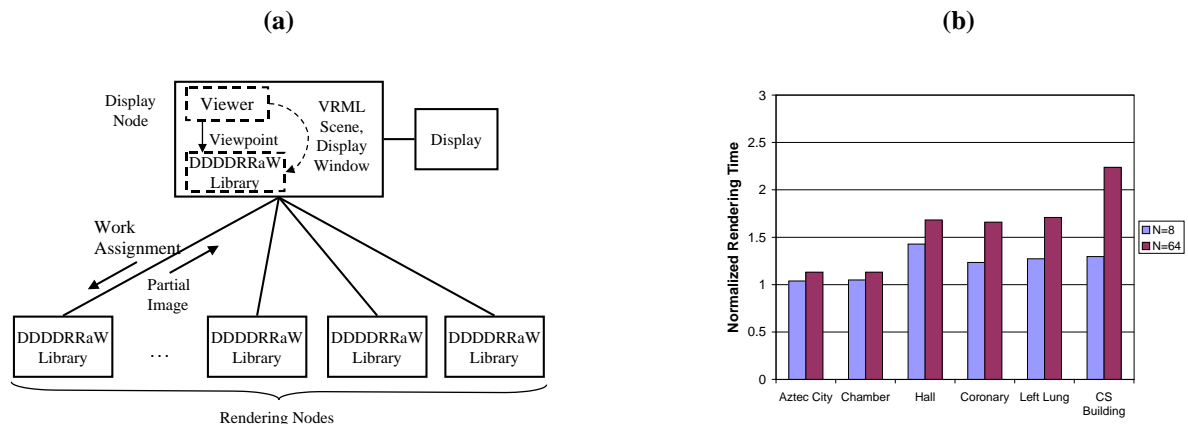 (a)
Display
Node
Viewer
Viewpoint
DDDDRRaW
Library
VRML
Scene,
Display
Window
Display
Work
Assignment
Partial
Image
DDDDRRaW
Library
...
DDDDRRaW
Library
DDDDRRaW
Library
DDDDRRaW
Library
Rendering Nodes
(b)
Normalized Rendering Time
3
2.5
2
1.5
1
0.5
0
Aztec City
Chamber
Hall
Coronary
Left Lung
CS
Building
N=8
N=64